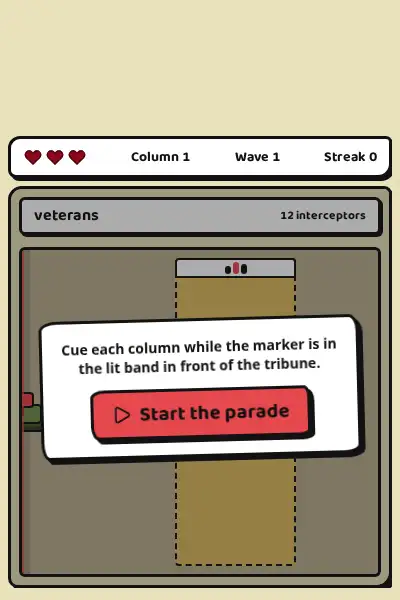 Column 1 Wave 1 Streak 0
veterans 12 interceptors
Cue each column while the marker is in
the lit band in front of the tribune.
Start the parade